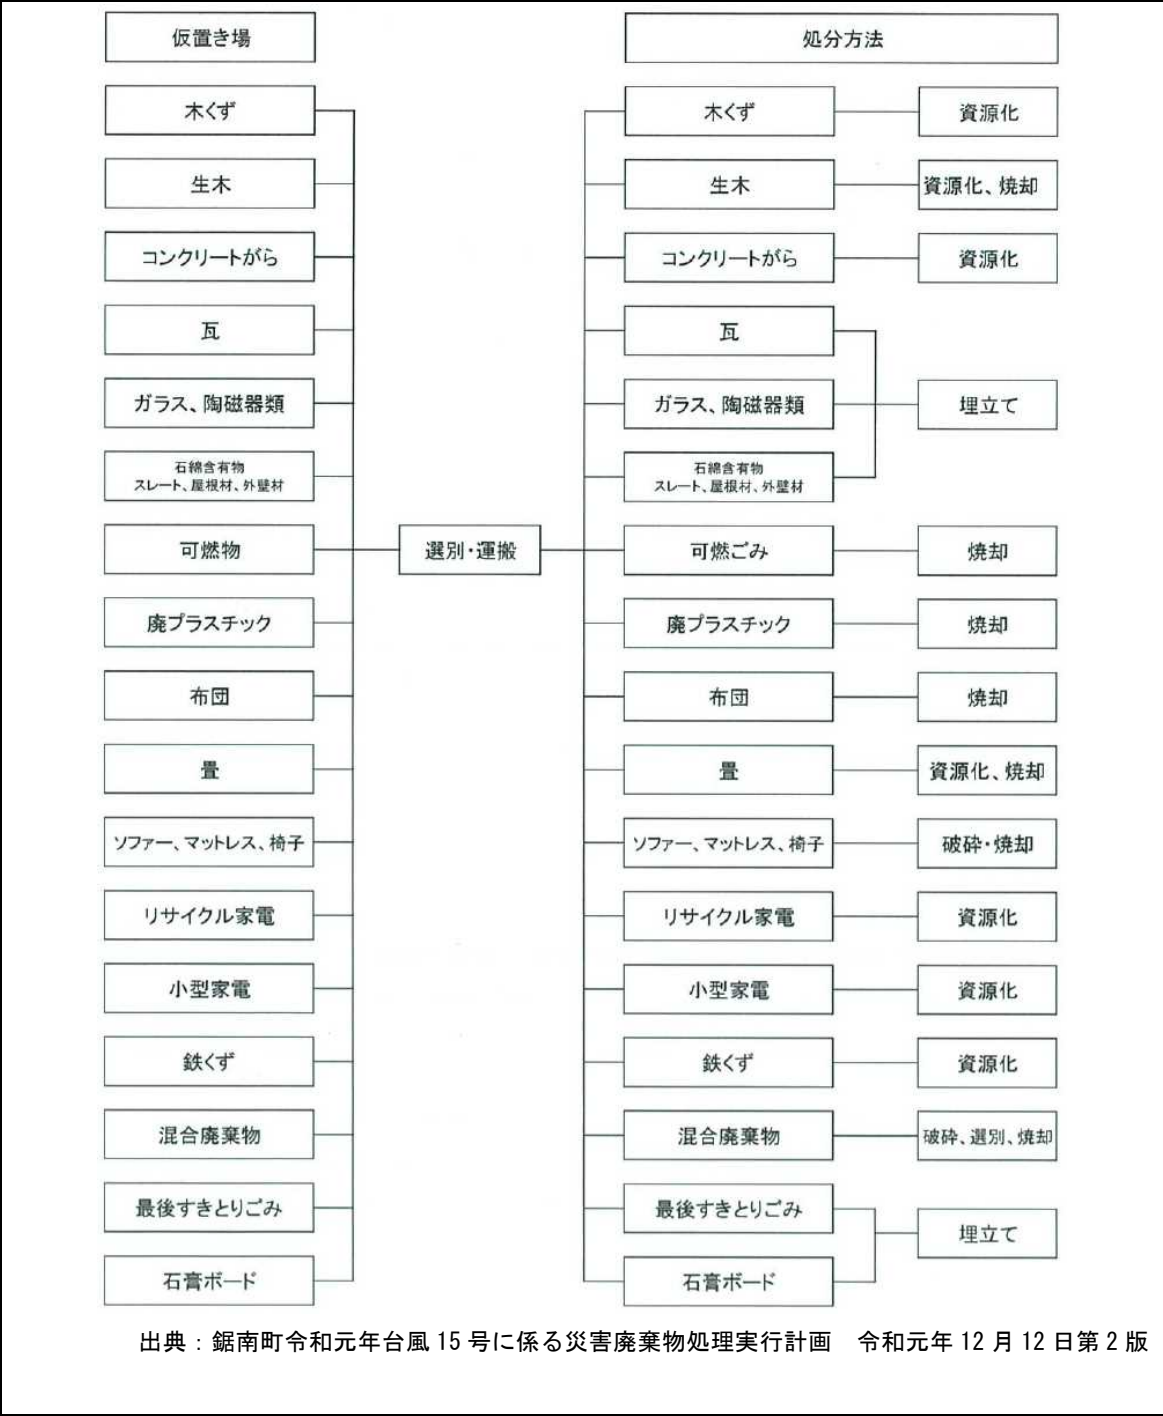 仮置き場
処分方法
木くず
木くず
資源化
生木
生木
資源化、焼却
コンクリートがら
コンクリートがら
資源化
瓦
瓦
ガラス、陶磁器類
ガラス、陶磁器類
埋立て
石綿含有物
スレート、屋根材、外壁材
石綿含有物
スレート、屋根材、外壁材
可燃物
選別・運搬
可燃ごみ
焼却
廃プラスチック
廃プラスチック
焼却
布団
布団
焼却
畳
畳
資源化、焼却
ソファー、マットレス、椅子
ソファー、マットレス、椅子
破砕・焼却
リサイクル家電
リサイクル家電
資源化
小型家電
小型家電
資源化
鉄くず
鉄くず
資源化
混合廃棄物
混合廃棄物
破砕、選別、焼却
最後すきとりごみ
最後すきとりごみ
埋立て
石膏ボード
石膏ボード
出典：鋸南町令和元年台風15号に係る災害廃棄物処理実行計画　令和元年12月12日第2版